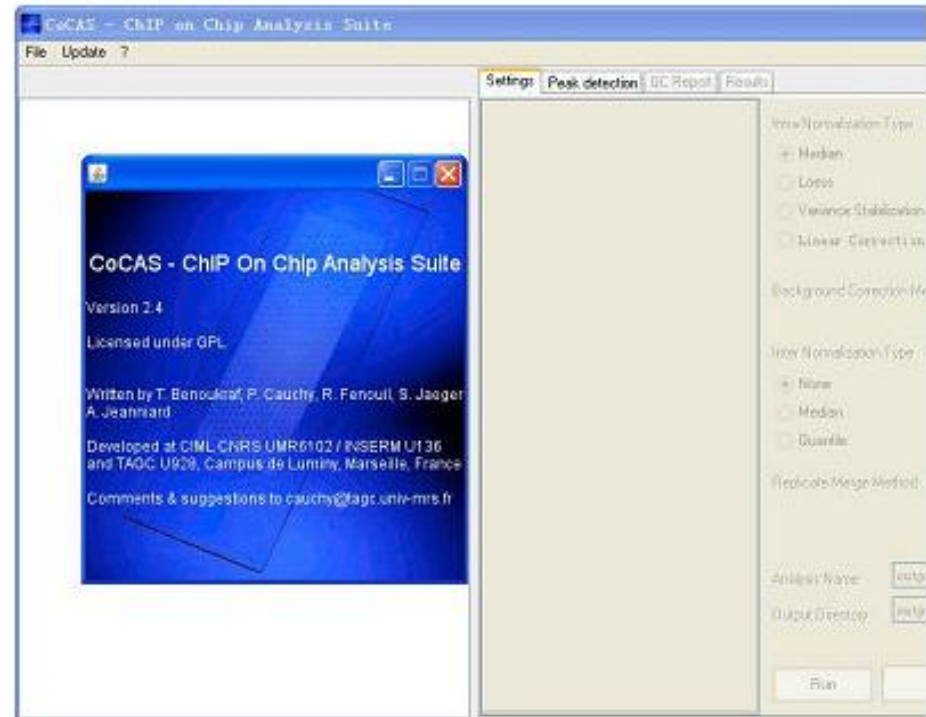 CoCAS - ChIP on Chip Analysis Suite
File Update ?
Settings Peak detection QC Report Results
CoCAS - ChIP On Chip Analysis Suite
Version 2.4
Licensed under GPL
Written by T. Benoukraf, P. Cauchy, R. Fenouil, S. Jaeger
A. Jeanniard
Developed at CIML CNRS UMR6102 / INSERM U136
and TAGC U928, Campus de Luminy, Marseille, France
Comments & suggestions to cauchy@tagc.univ-mrs.fr
Intra Normalization Type
Median
Loess
Variance Stabilization
Linear Correction
Background Correction Me
Inter Normalization Type
None
Median
Quantile
Replicate Merge Method
Analysis Name outp
Output Directory outp
Run